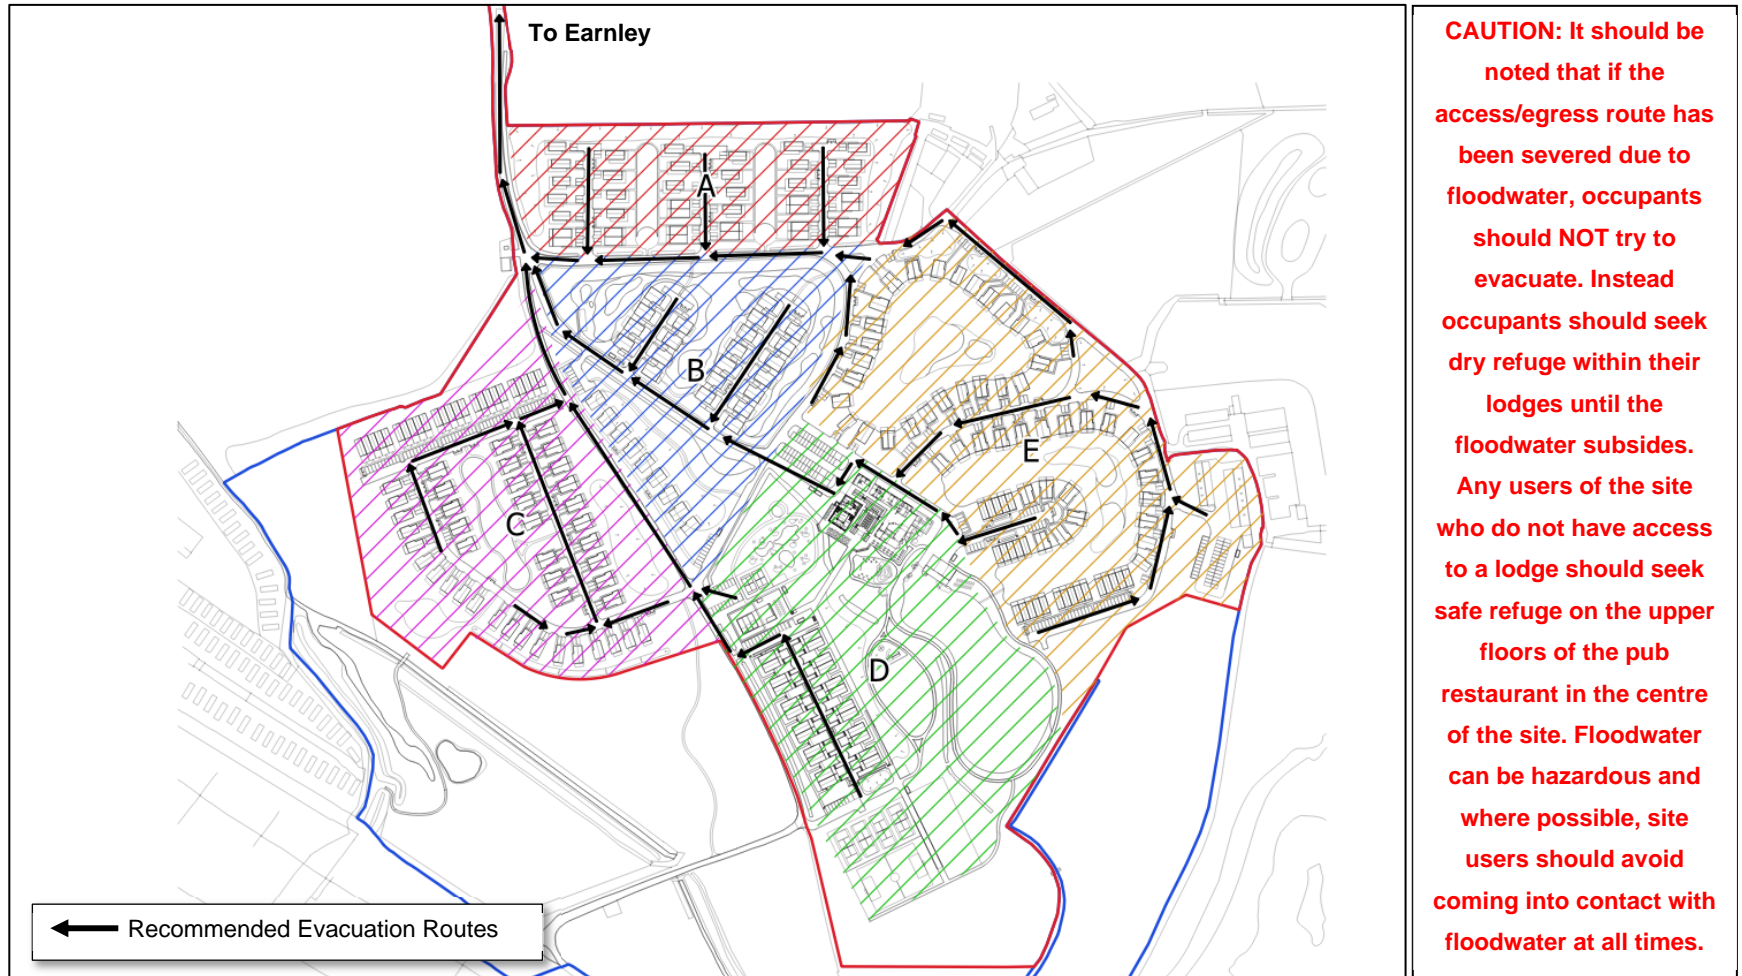 To Earnley
A
B
C
D
E
Recommended Evacuation Routes
CAUTION: It should be
noted that if the
access/egress route has
been severed due to
floodwater, occupants
should NOT try to
evacuate. Instead
occupants should seek
dry refuge within their
lodges until the
floodwater subsides.
Any users of the site
who do not have access
to a lodge should seek
safe refuge on the upper
floors of the pub
restaurant in the centre
of the site. Floodwater
can be hazardous and
where possible, site
users should avoid
coming into contact with
floodwater at all times.